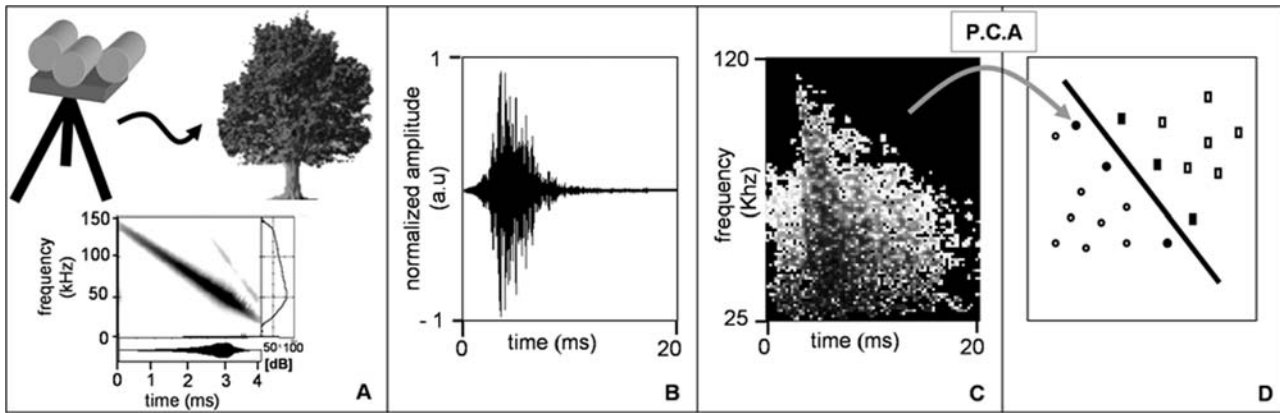 frequency
(kHz)
150
100
50
0
50 100
[dB]
0 1 2 3 4
time (ms)
A
normalized amplitude
(a.u)
1
- 1
0 time (ms) 20
B
P.C.A
120
frequency
(Khz)
25
0 time (ms) 20
C
D